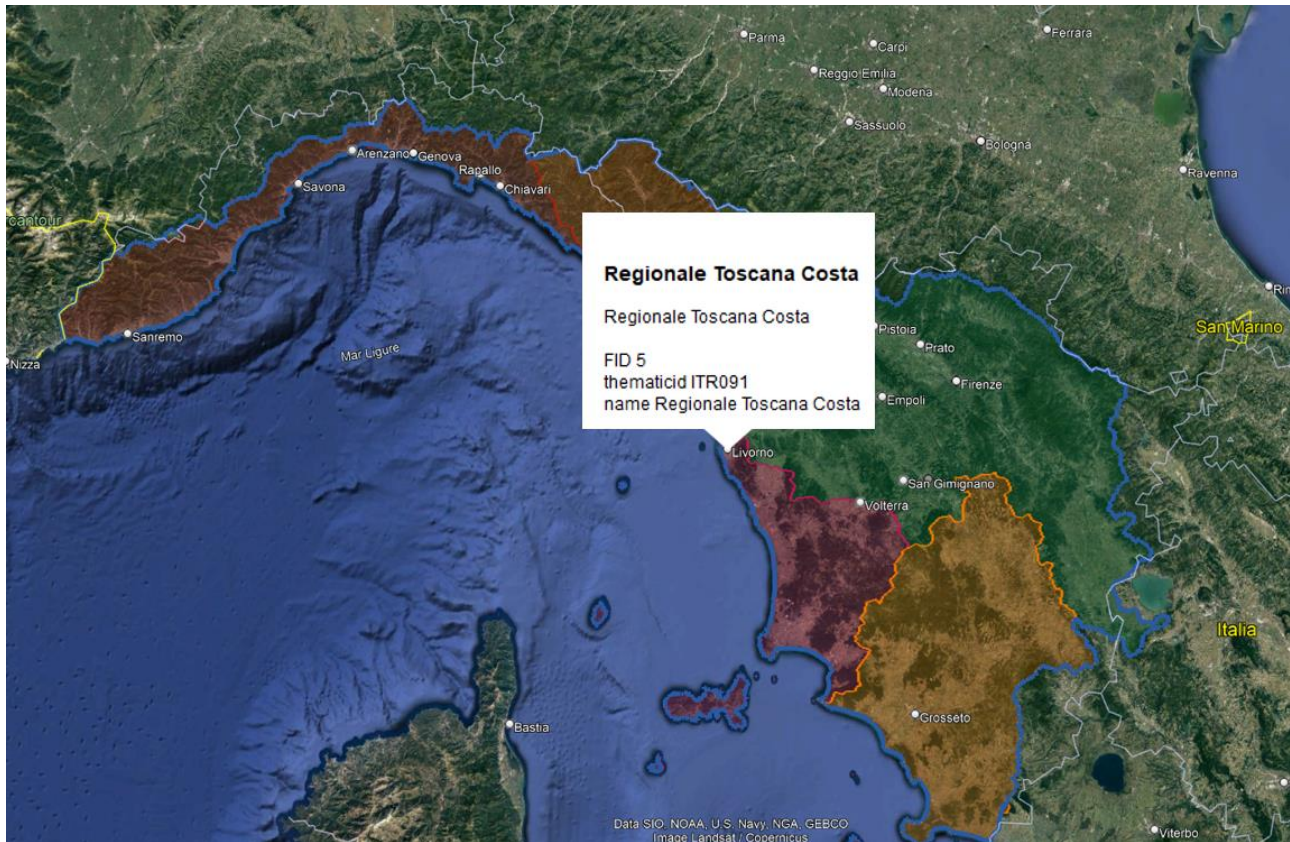 Parma
Carpi
Ferrara
Reggio Emilia
Modena
Sassuolo
Bologna
Ravenna
Arenzano
Genova
Rapallo
Chiavari
Savona
rcantour
Sanremo
Nizza
Mar Ligure
Regionale Toscana Costa
Regionale Toscana Costa
FID 5
thematicid ITR091
name Regionale Toscana Costa
Rin
San Marino
Pistoia
Prato
Firenze
Empoli
Livorno
San Gimignano
Volterra
Italia
Grosseto
Bastia
Viterbo
Data SIO, NOAA, U.S. Navy, NGA, GEBCO
Image Landsat / Copernicus